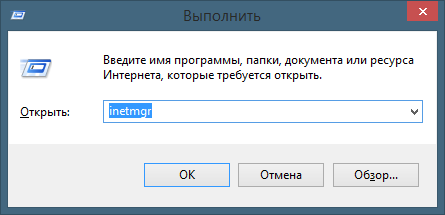 Выполнить
Введите имя программы, папки, документа или ресурса
Интернета, которые требуется открыть.
Открыть: inetmgr
ОК Отмена Обзор...